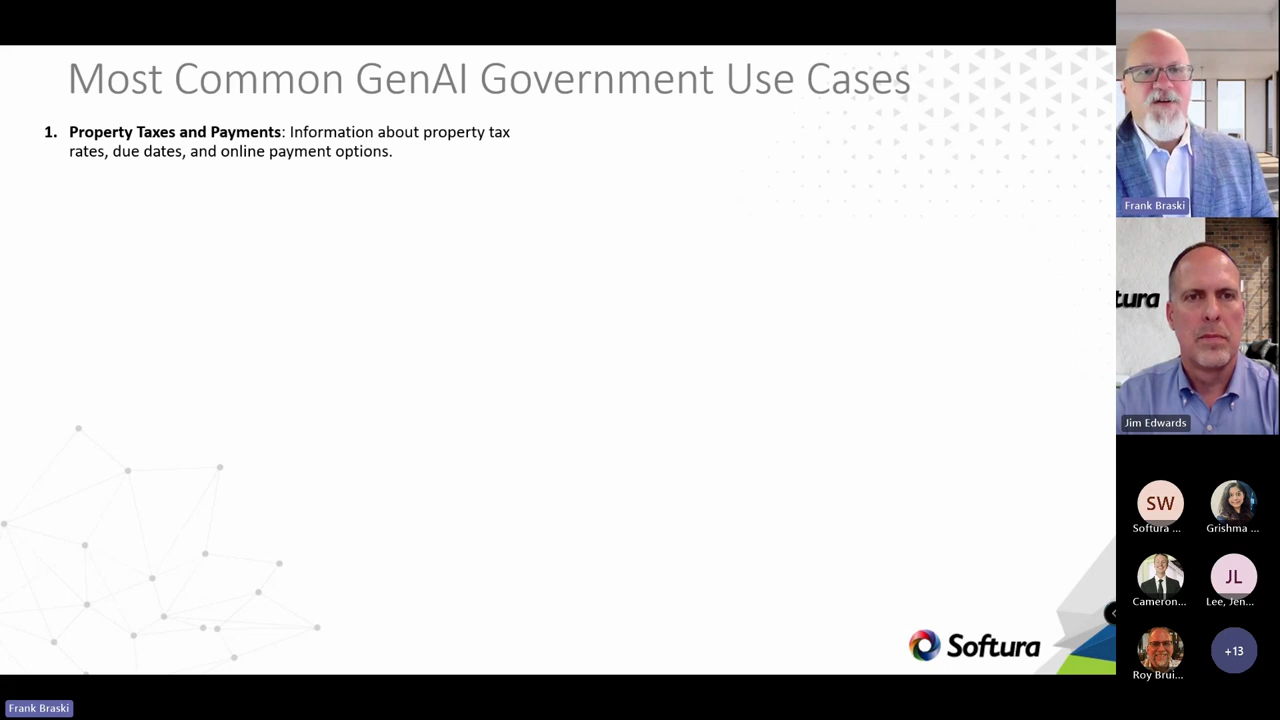 Most Common GenAI Government Use Cases
1. Property Taxes and Payments: Information about property tax
rates, due dates, and online payment options.
Softura
Frank Braski
tura
Jim Edwards
SW
Softura ...
Grishma ...
Cameron...
JL
Lee, Jen...
Roy Brui...
+13
Frank Braski